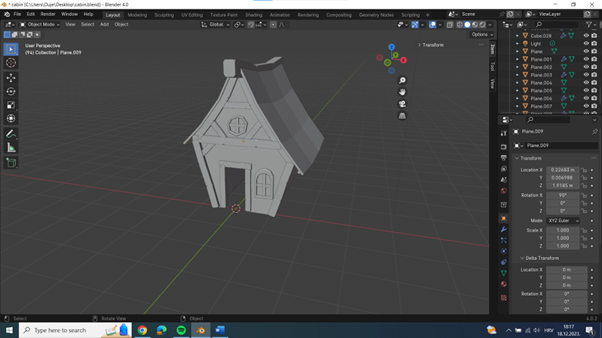 * cabin [C:\Users\Duje\Desktop\cabin.blend] - Blender 4.0
File Edit Render Window Help Layout Modeling Sculpting UV Editing Texture Paint Shading Animation Rendering Compositing Geometry Nodes Scripting + Scene ViewLayer
Object Mode View Select Add Object Global
Options
User Perspective
(94) Collection | Plane.009
Transform
Item
Tool
View
X
Cube.038
Light
Plane
Plane.001
Plane.002
Plane.003
Plane.004
Plane.005
Plane.006
Plane.007
Plane.009
Plane.009
Transform
Location X 0.22683 m
Y 0.006988
Z 1.9185 m
Rotation X 90°
Y 0°
Z 0°
Mode XYZ Euler
Scale X 1.000
Y 1.000
Z 1.000
Delta Transform
Location X 0 m
Y 0 m
Z 0 m
Rotation X 0°
Y 0°
Z 0°
Select Rotate View Object 4.0.2
Type here to search HRV 18:17
18.12.2023.